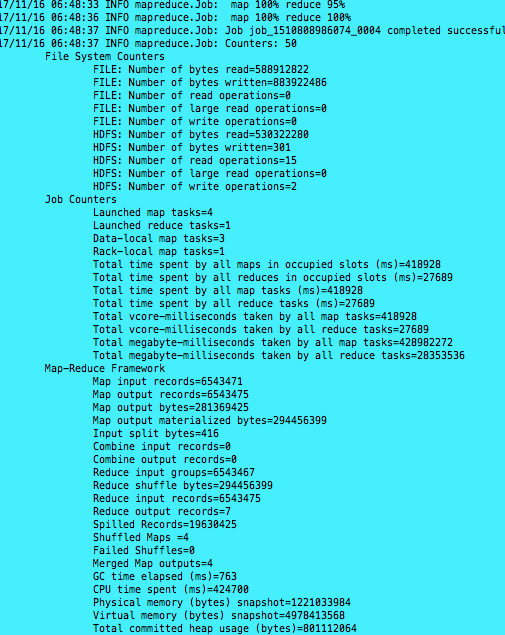 17/11/16 06:48:33 INFO mapreduce.Job:  map 100% reduce 95%
17/11/16 06:48:36 INFO mapreduce.Job:  map 100% reduce 100%
17/11/16 06:48:37 INFO mapreduce.Job: Job job_1510808986074_0004 completed successful
17/11/16 06:48:37 INFO mapreduce.Job: Counters: 50
File System Counters
FILE: Number of bytes read=588912822
FILE: Number of bytes written=883922486
FILE: Number of read operations=0
FILE: Number of large read operations=0
FILE: Number of write operations=0
HDFS: Number of bytes read=530322280
HDFS: Number of bytes written=301
HDFS: Number of read operations=15
HDFS: Number of large read operations=0
HDFS: Number of write operations=2
Job Counters
Launched map tasks=4
Launched reduce tasks=1
Data-local map tasks=3
Rack-local map tasks=1
Total time spent by all maps in occupied slots (ms)=418928
Total time spent by all reduces in occupied slots (ms)=27689
Total time spent by all map tasks (ms)=418928
Total time spent by all reduce tasks (ms)=27689
Total vcore-milliseconds taken by all map tasks=418928
Total vcore-milliseconds taken by all reduce tasks=27689
Total megabyte-milliseconds taken by all map tasks=428982272
Total megabyte-milliseconds taken by all reduce tasks=28353536
Map-Reduce Framework
Map input records=6543471
Map output records=6543475
Map output bytes=281369425
Map output materialized bytes=294456399
Input split bytes=416
Combine input records=0
Combine output records=0
Reduce input groups=6543467
Reduce shuffle bytes=294456399
Reduce input records=6543475
Reduce output records=7
Spilled Records=19630425
Shuffled Maps =4
Failed Shuffles=0
Merged Map outputs=4
GC time elapsed (ms)=763
CPU time spent (ms)=424700
Physical memory (bytes) snapshot=1221033984
Virtual memory (bytes) snapshot=4978413568
Total committed heap usage (bytes)=801112064